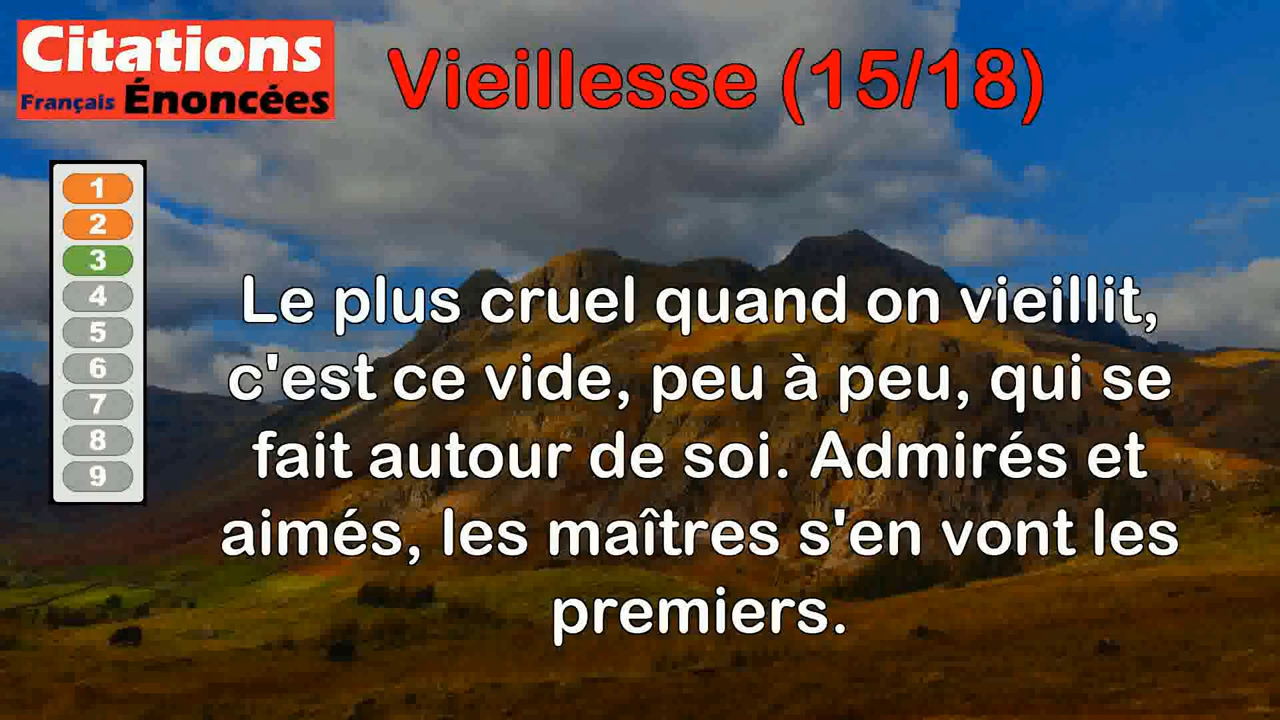 Citations
Français Énoncées
Vieillesse (15/18)
1
2
3
4
5
6
7
8
9
Le plus cruel quand on vieillit,
c'est ce vide, peu à peu, qui se
fait autour de soi. Admirés et
aimés, les maîtres s'en vont les
premiers.